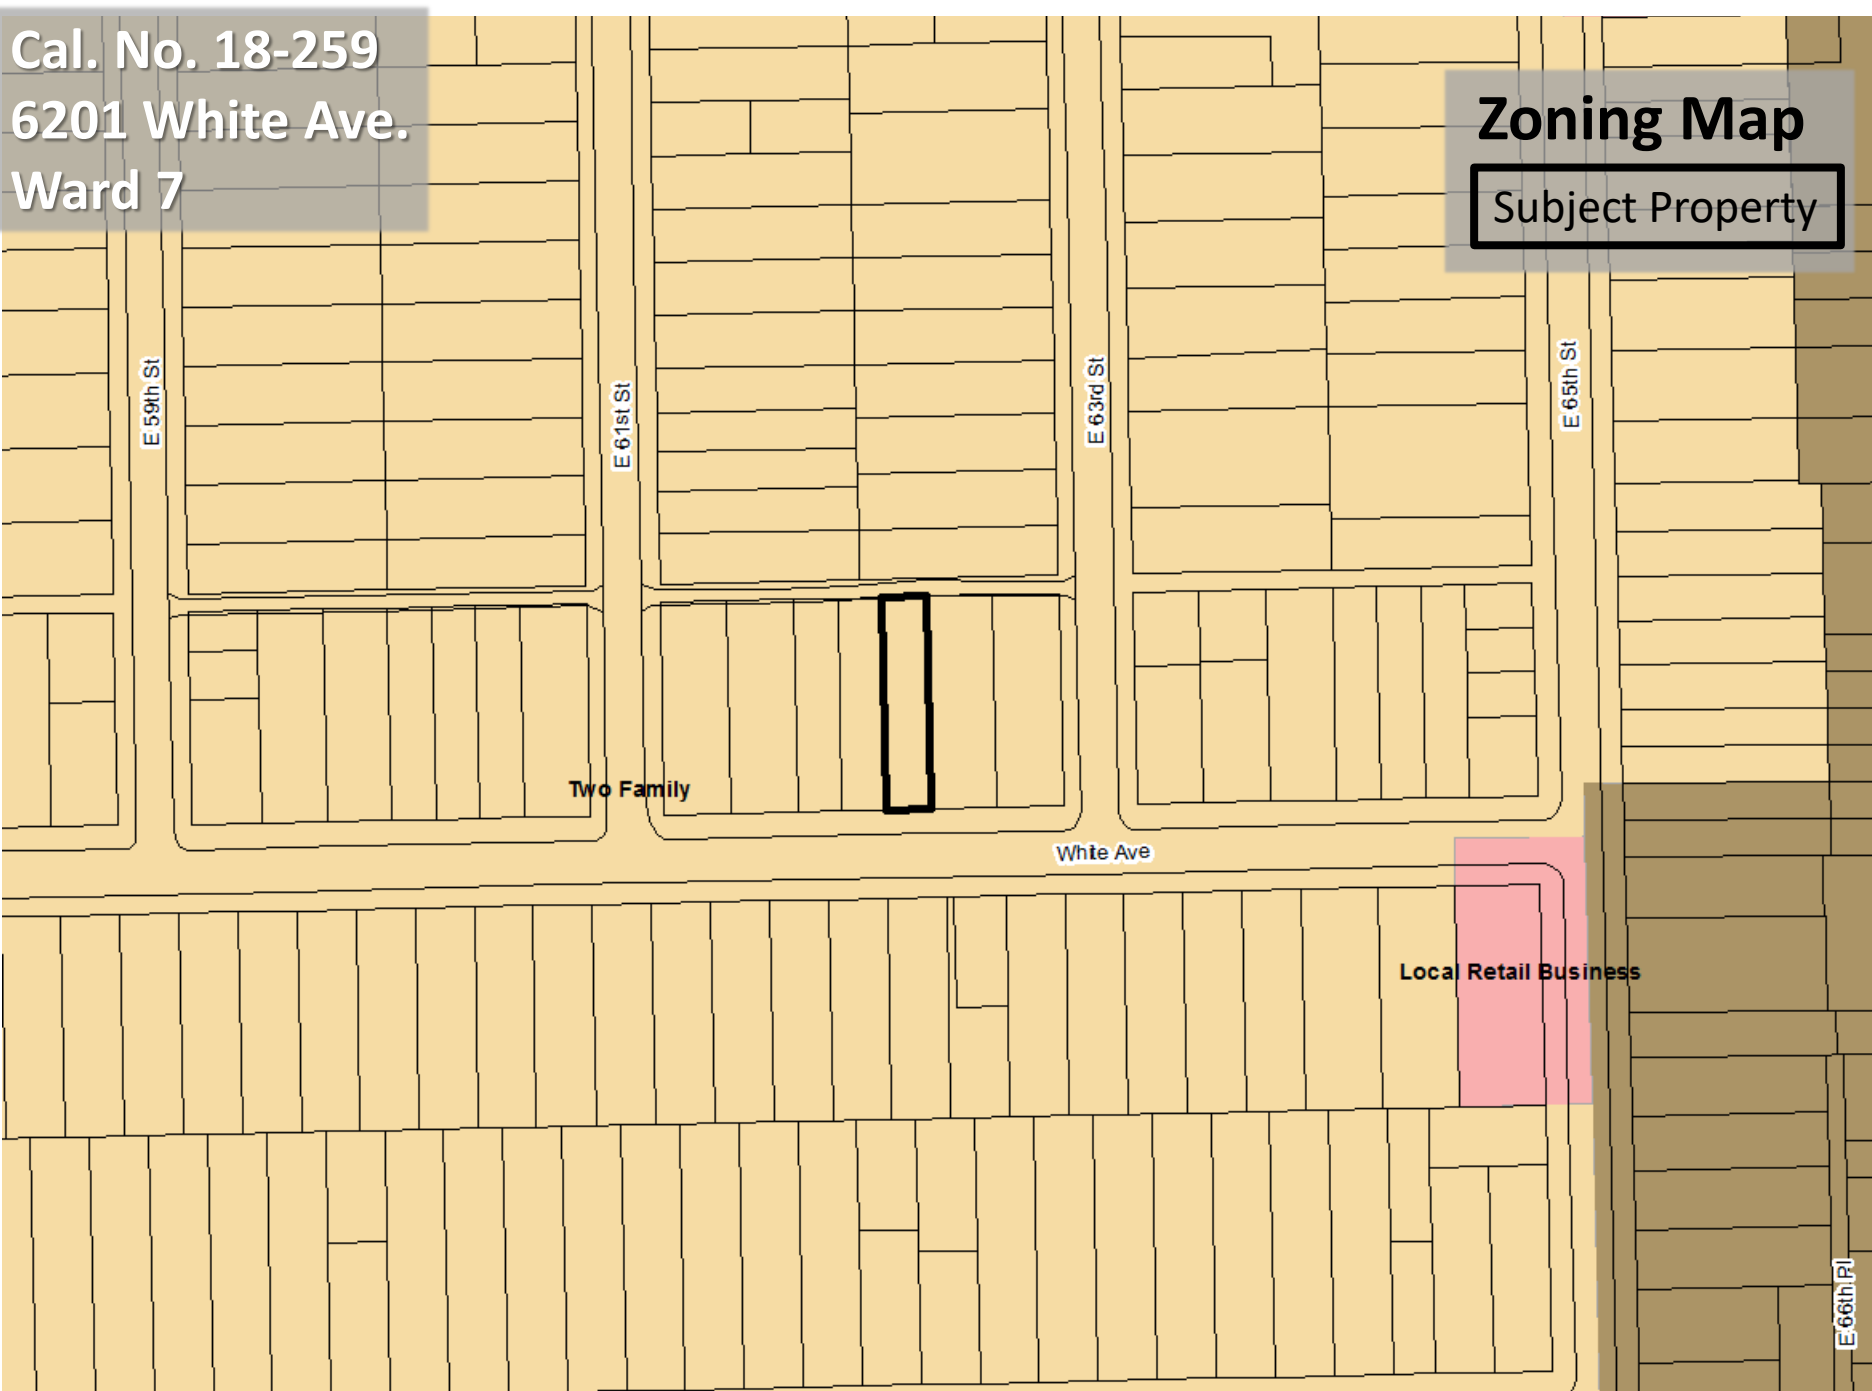 Cal. No. 18-259
6201 White Ave.
Ward 7
Zoning Map
Subject Property
E 59th St
E 61st St
E 63rd St
E 65th St
Two Family
White Ave
Local Retail Business
E 66th Pl